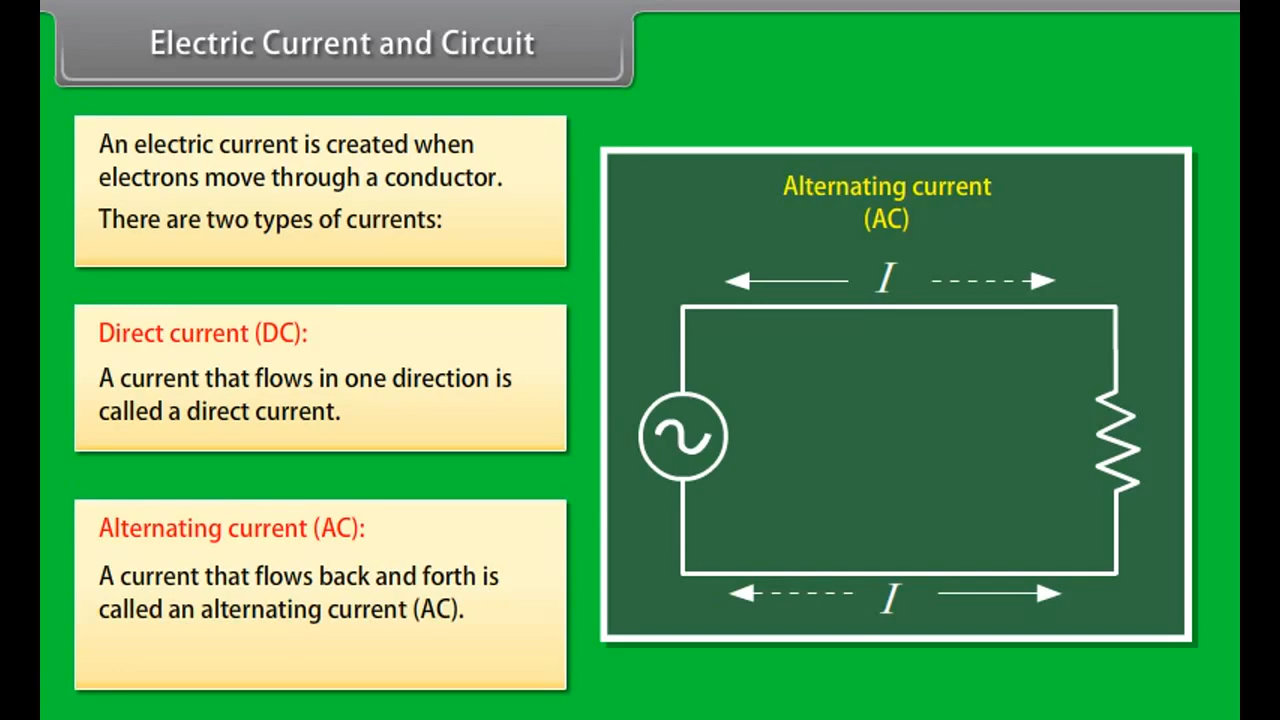 Electric Current and Circuit
An electric current is created when
electrons move through a conductor.
There are two types of currents:
Direct current (DC):
A current that flows in one direction is
called a direct current.
Alternating current (AC):
A current that flows back and forth is
called an alternating current (AC).
Alternating current
(AC)
I
I